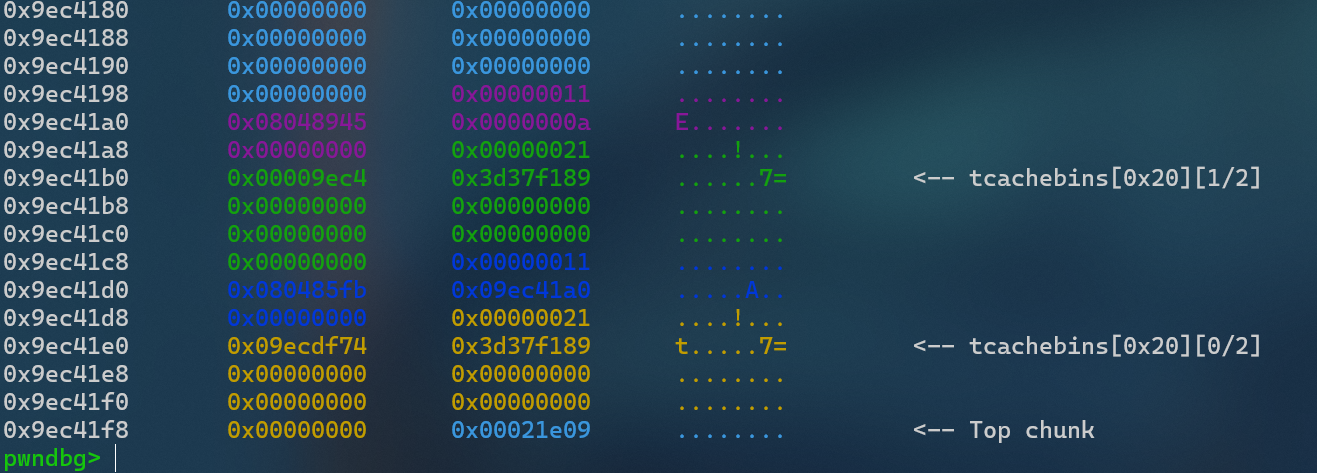 0x9ec4180 0x00000000 0x00000000 ........
0x9ec4188 0x00000000 0x00000000 ........
0x9ec4190 0x00000000 0x00000000 ........
0x9ec4198 0x00000000 0x00000011 ........
0x9ec41a0 0x08048945 0x0000000a E.......
0x9ec41a8 0x00000000 0x00000021 ....!...
0x9ec41b0 0x00009ec4 0x3d37f189 ......7= <-- tcachebins[0x20][1/2]
0x9ec41b8 0x00000000 0x00000000 ........
0x9ec41c0 0x00000000 0x00000000 ........
0x9ec41c8 0x00000000 0x00000011 ........
0x9ec41d0 0x080485fb 0x09ec41a0 .....A..
0x9ec41d8 0x00000000 0x00000021 ....!...
0x9ec41e0 0x09ecdf74 0x3d37f189 t.....7= <-- tcachebins[0x20][0/2]
0x9ec41e8 0x00000000 0x00000000 ........
0x9ec41f0 0x00000000 0x00000000 ........
0x9ec41f8 0x00000000 0x00021e09 ........ <-- Top chunk
pwndbg>